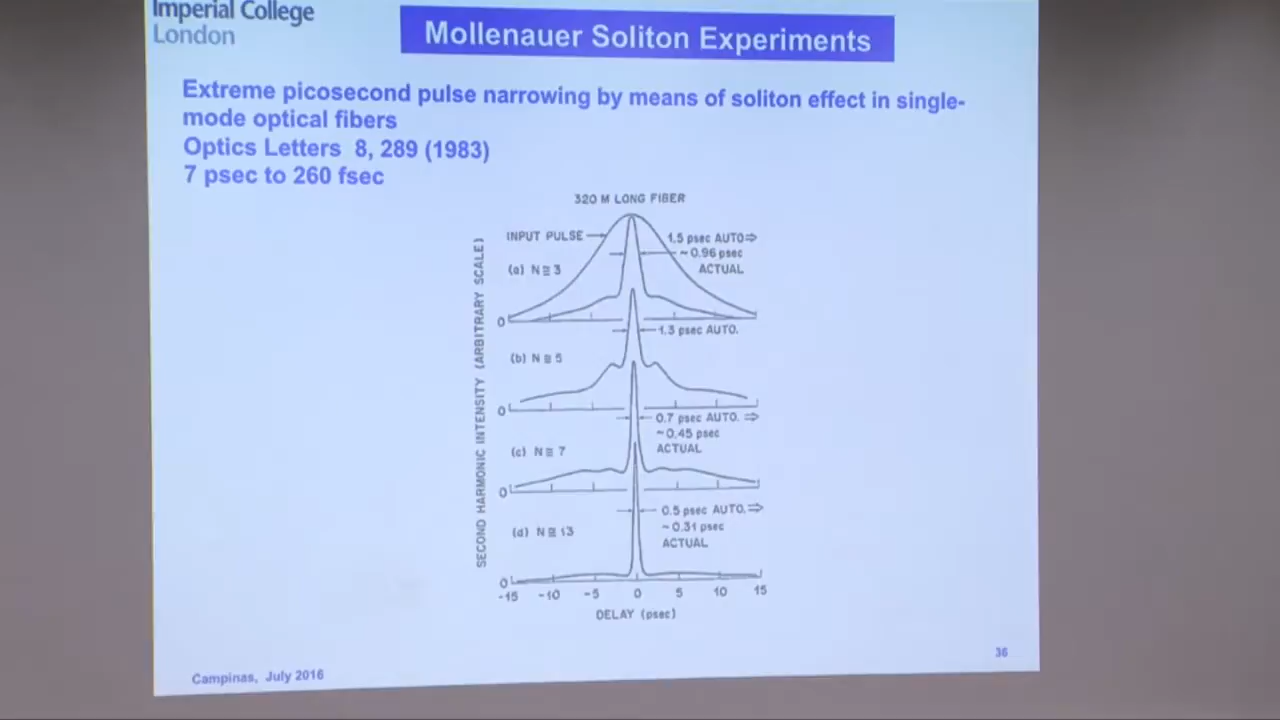 Imperial College
London
Mollenauer Soliton Experiments
Extreme picosecond pulse narrowing by means of soliton effect in single-
mode optical fibers
Optics Letters 8, 289 (1983)
7 psec to 260 fsec
320 M LONG FIBER
SECOND HARMONIC INTENSITY (ARBITRARY SCALE)
INPUT PULSE
1.5 psec AUTO⇒
~0.96 psec
ACTUAL
(a) N≅3
0
1.3 psec AUTO.
(b) N≅5
0
0.7 psec AUTO. ⇒
~0.45 psec
ACTUAL
(c) N≅7
0
0.5 psec AUTO.⇒
~0.31 psec
ACTUAL
(d) N≅13
0
-15 -10 -5 0 5 10 15
DELAY (psec)
Campinas, July 2016
36